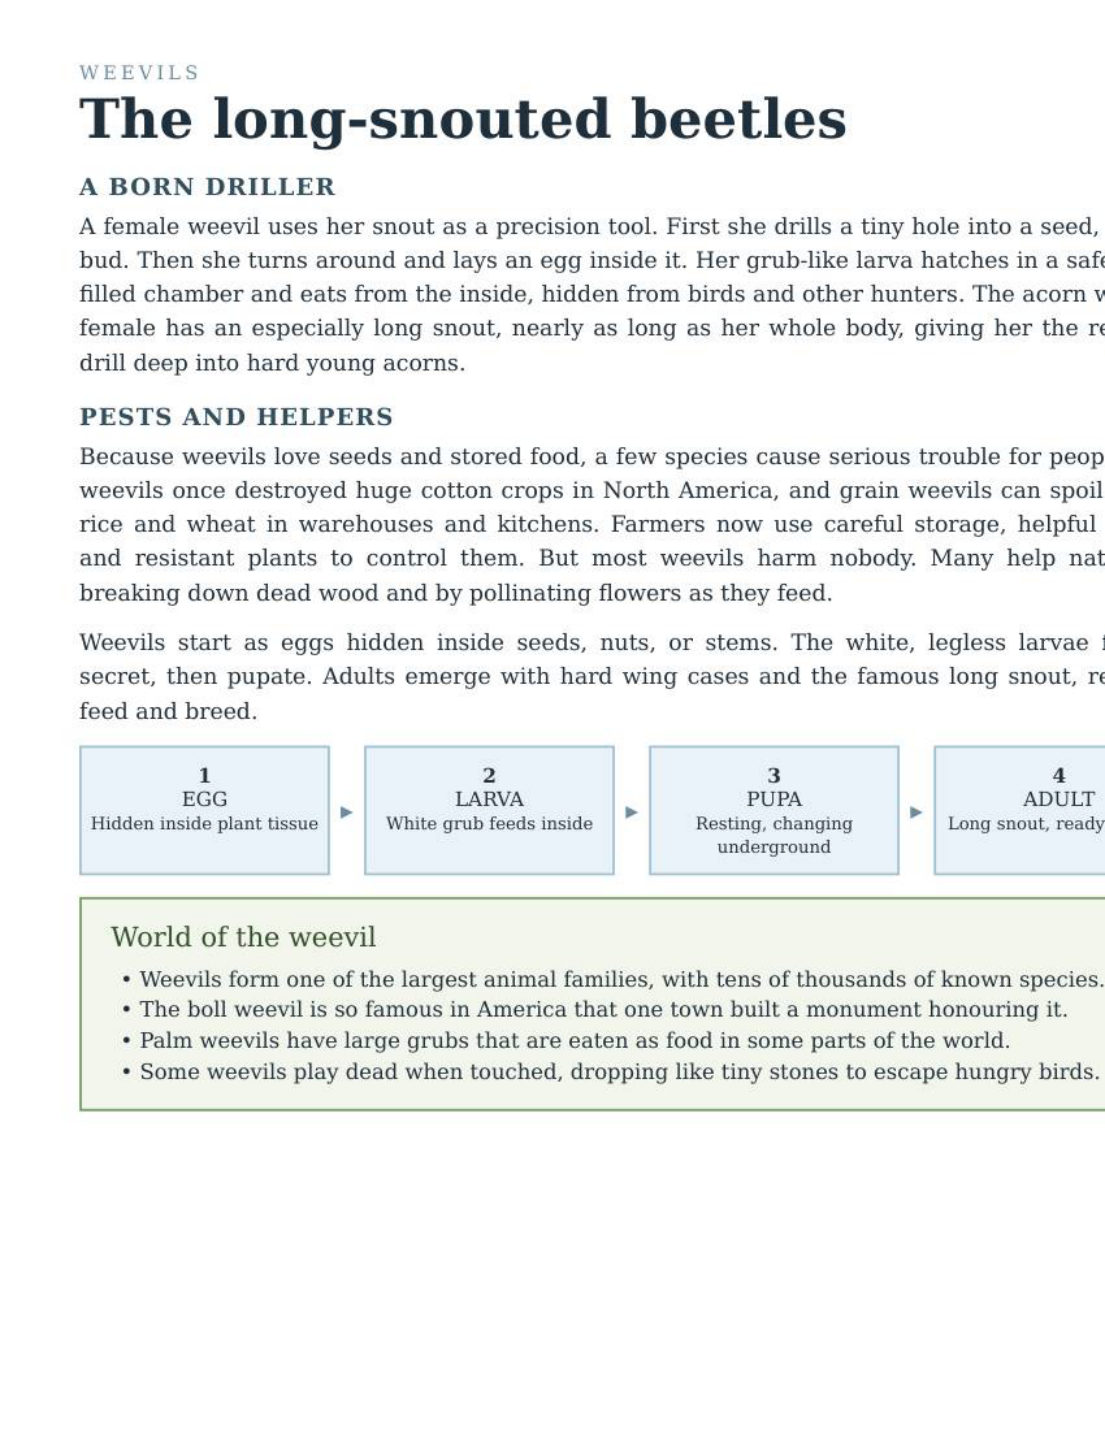 WEEVILS
The long-snouted beetles
A BORN DRILLER
A female weevil uses her snout as a precision tool. First she drills a tiny hole into a seed,
bud. Then she turns around and lays an egg inside it. Her grub-like larva hatches in a
filled chamber and eats from the inside, hidden from birds and other hunters. The acorn
female has an especially long snout, nearly as long as her whole body, giving her the
drill deep into hard young acorns.
PESTS AND HELPERS
Because weevils love seeds and stored food, a few species cause serious trouble for
weevils once destroyed huge cotton crops in North America, and grain weevils can spoil
rice and wheat in warehouses and kitchens. Farmers now use careful storage, helpful
and resistant plants to control them. But most weevils harm nobody. Many help
breaking down dead wood and by pollinating flowers as they feed.
Weevils start as eggs hidden inside seeds, nuts, or stems. The white, legless larvae
secret, then pupate. Adults emerge with hard wing cases and the famous long snout,
feed and breed.
1
EGG
Hidden inside plant tissue
▶
2
LARVA
White grub feeds inside
▶
3
PUPA
Resting, changing
underground
▶
4
ADULT
Long snout, ready
World of the weevil
• Weevils form one of the largest animal families, with tens of thousands of known species.
• The boll weevil is so famous in America that one town built a monument honouring it.
• Palm weevils have large grubs that are eaten as food in some parts of the world.
• Some weevils play dead when touched, dropping like tiny stones to escape hungry birds.